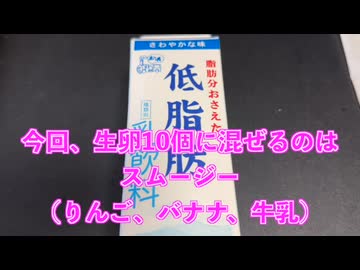 さわやかな味
脂肪分おさえた
低脂肪
乳飲料
今回、生卵10個に混ぜるのは
スムージー
（りんご、バナナ、牛乳）